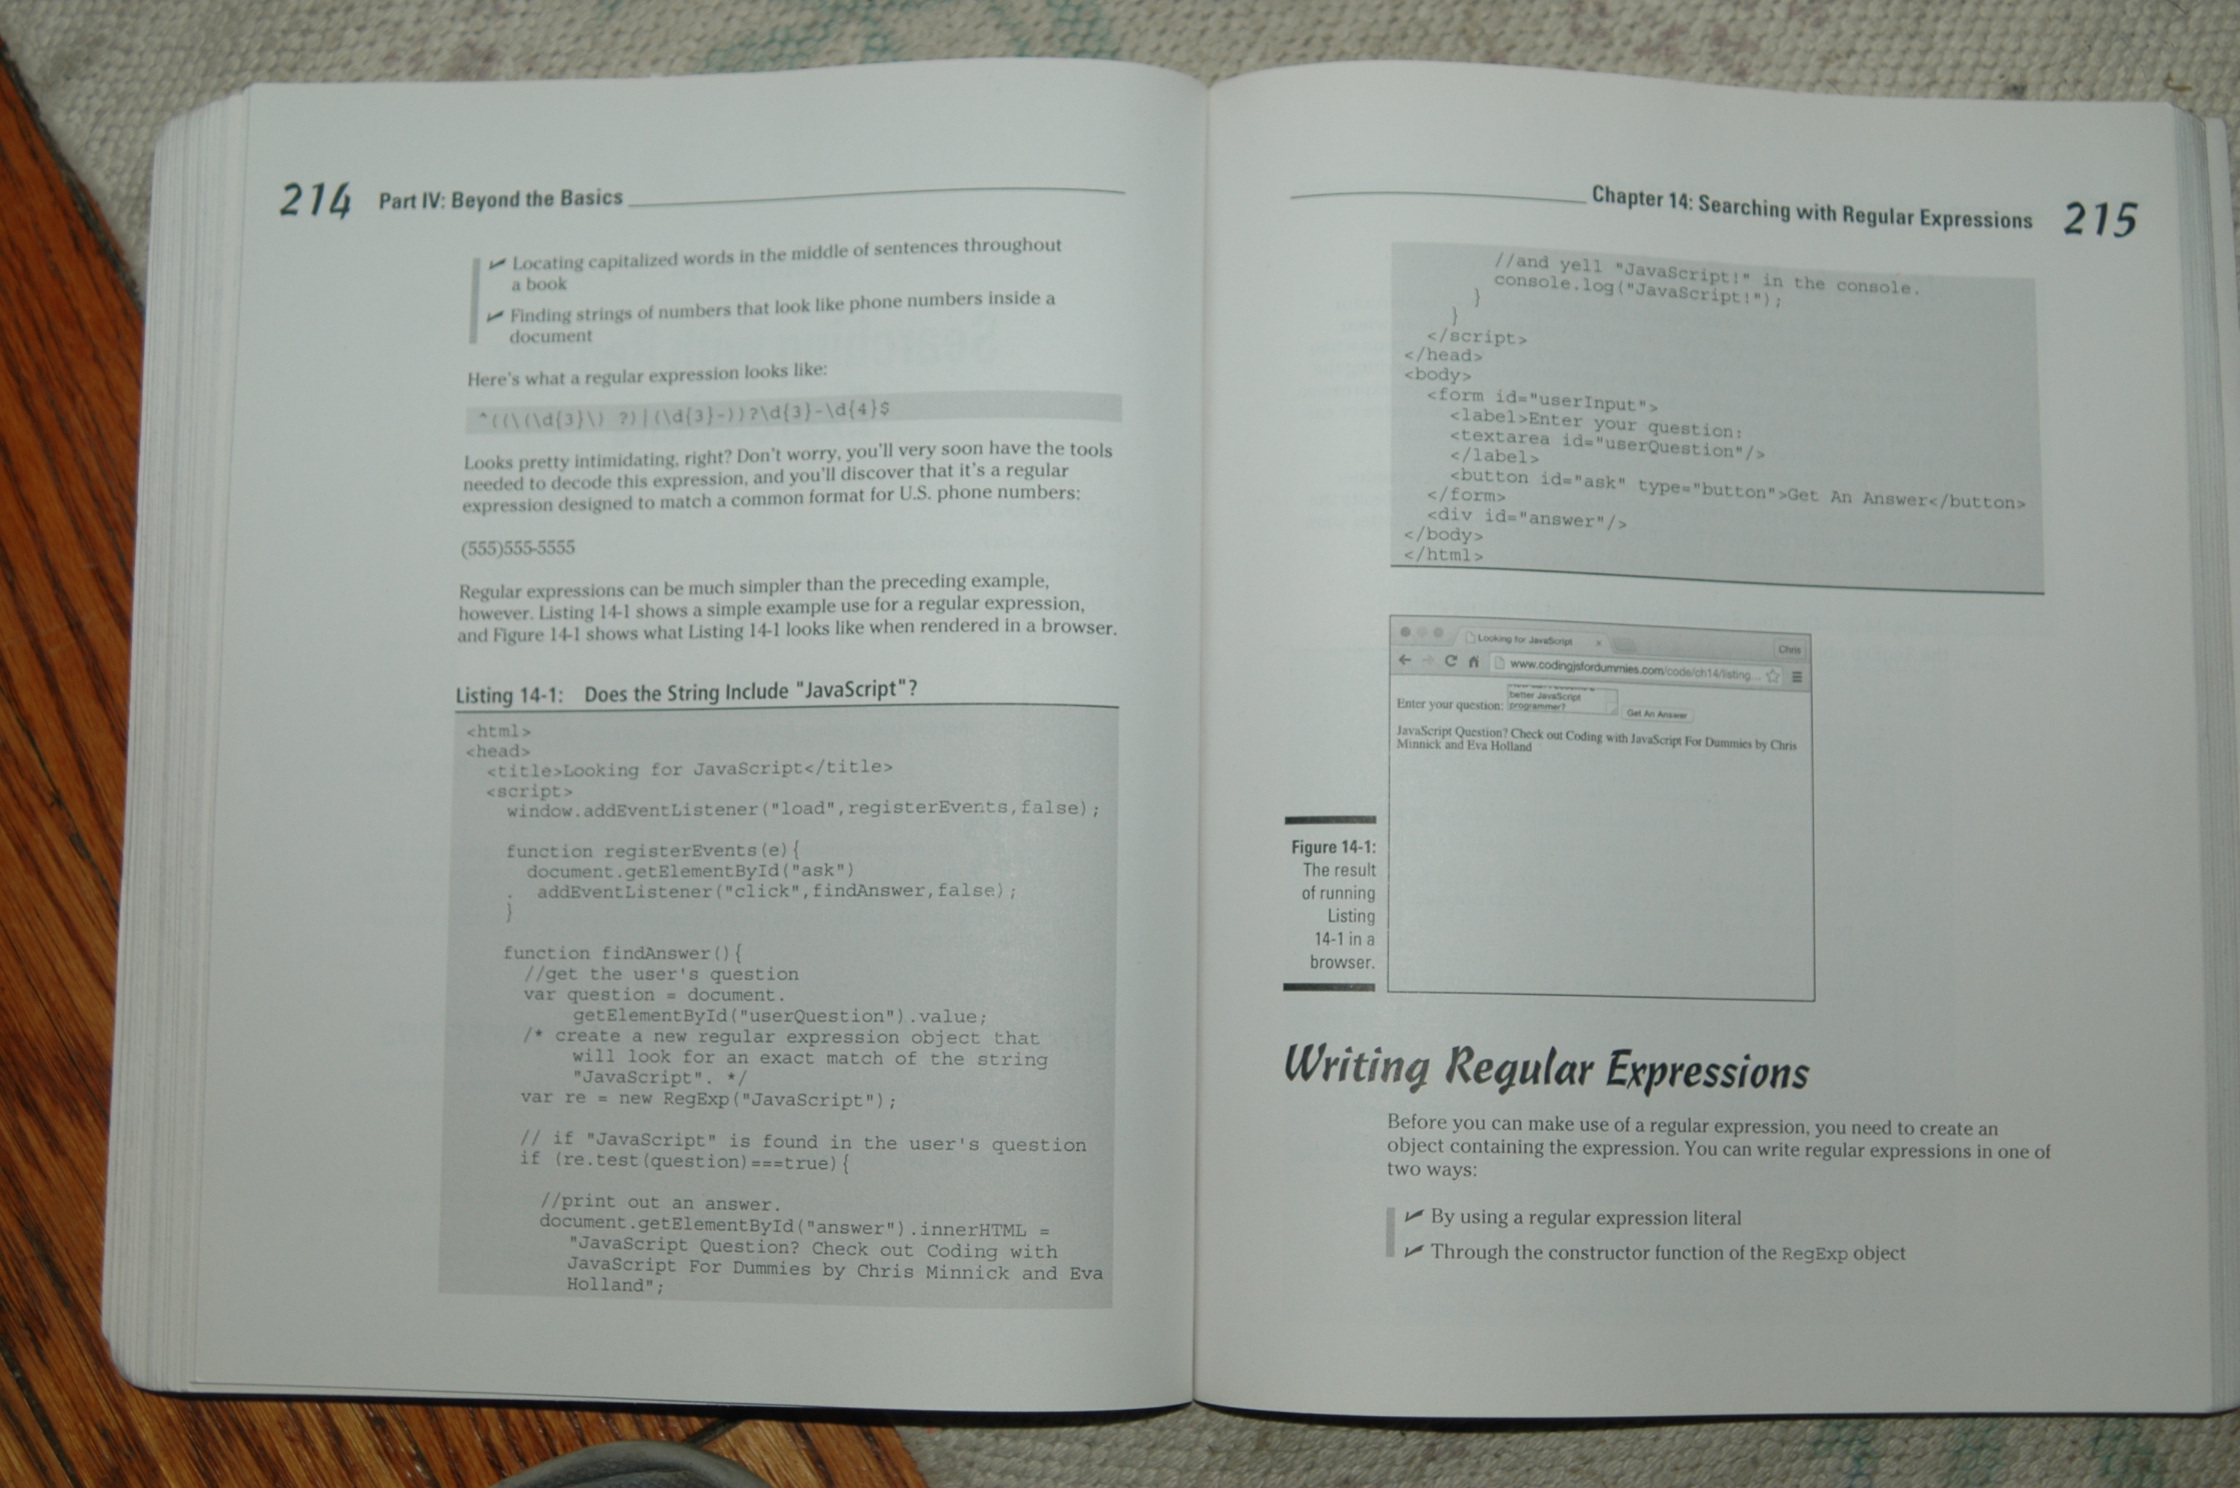 214 Part IV: Beyond the Basics
✓ Locating capitalized words in the middle of sentences throughout
a book
✓ Finding strings of numbers that look like phone numbers inside a
document
Here's what a regular expression looks like:
^((\(\d{3}\) ?)|(\d{3}-))?\d{3}-\d{4}$
Looks pretty intimidating, right? Don't worry, you'll very soon have the tools
needed to decode this expression, and you'll discover that it's a regular
expression designed to match a common format for U.S. phone numbers:
(555)555-5555
Regular expressions can be much simpler than the preceding example,
however. Listing 14-1 shows a simple example use for a regular expression,
and Figure 14-1 shows what Listing 14-1 looks like when rendered in a browser.
Listing 14-1: Does the String Include "JavaScript"?
<html>
<head>
<title>Looking for JavaScript</title>
<script>
window.addEventListener("load",registerEvents,false);
function registerEvents(e){
document.getElementById("ask")
. addEventListener("click",findAnswer,false);
}
function findAnswer(){
//get the user's question
var question = document.
getElementById("userQuestion").value;
/* create a new regular expression object that
will look for an exact match of the string
"JavaScript". */
var re = new RegExp("JavaScript");
// if "JavaScript" is found in the user's question
if (re.test(question)===true){
//print out an answer.
document.getElementById("answer").innerHTML =
"JavaScript Question? Check out Coding with
JavaScript For Dummies by Chris Minnick and Eva
Holland";
Chapter 14: Searching with Regular Expressions 215
//and yell "JavaScript!" in the console.
console.log("JavaScript!");
}
}
</script>
</head>
<body>
<form id="userInput">
<label>Enter your question:
<textarea id="userQuestion"/>
</label>
<button id="ask" type="button">Get An Answer</button>
</form>
<div id="answer"/>
</body>
</html>
Looking for JavaScript x Chris
www.codingjsfordummies.com/code/ch14/listing...
better JavaScript
Enter your question: programmer? Get An Answer
JavaScript Question? Check out Coding with JavaScript For Dummies by Chris
Minnick and Eva Holland
Figure 14-1:
The result
of running
Listing
14-1 in a
browser.
Writing Regular Expressions
Before you can make use of a regular expression, you need to create an
object containing the expression. You can write regular expressions in one of
two ways:
✓ By using a regular expression literal
✓ Through the constructor function of the RegExp object